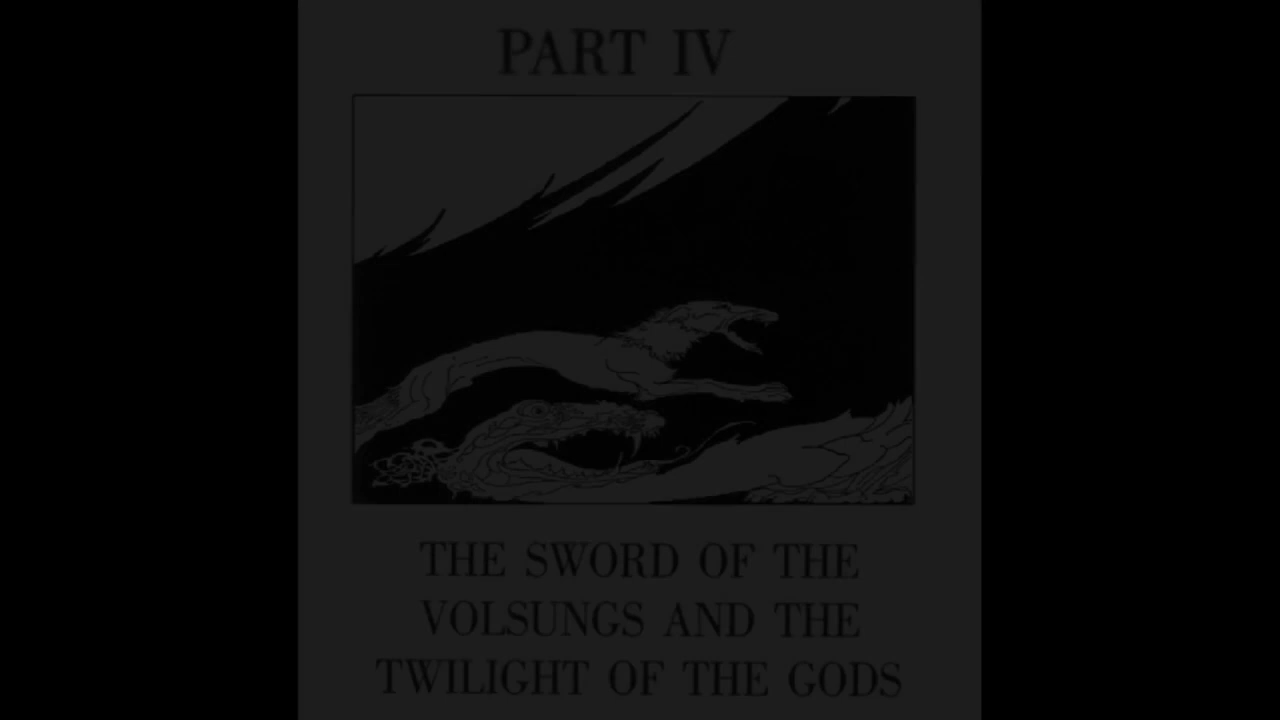 PART IV
THE SWORD OF THE
VOLSUNGS AND THE
TWILIGHT OF THE GODS